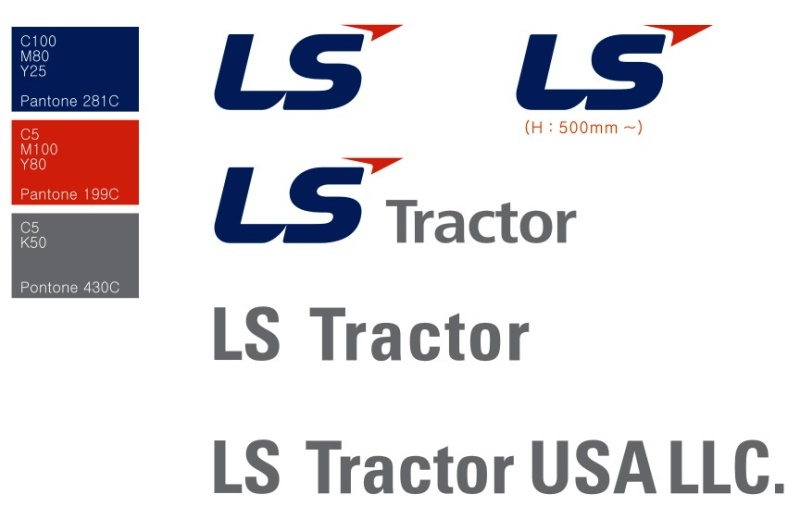 C100
M80
Y25
Pantone 281C
C5
M100
Y80
Pantone 199C
C5
K50
Pontone 430C
LS
LS
(H : 500mm ~)
LS Tractor
LS Tractor
LS Tractor USA LLC.